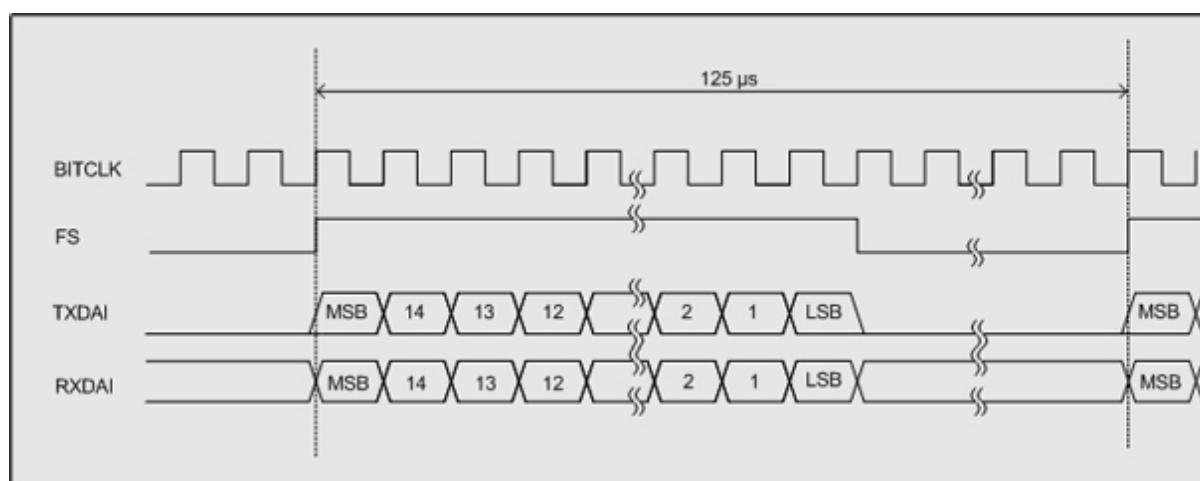 125 µs
BITCLK
FS
TXDAI MSB 14 13 12 2 1 LSB MSB
RXDAI MSB 14 13 12 2 1 LSB MSB